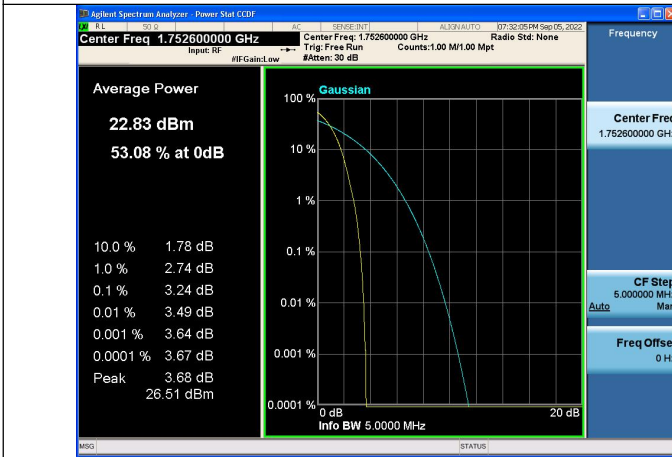 Agilent Spectrum Analyzer - Power Stat CCDF
RL 50 Ω AC SENSE:INT ALIGN AUTO 07:32:05 PM Sep 05, 2022
Center Freq 1.752600000 GHz
Center Freq: 1.752600000 GHz Radio Std: None
Input: RF Trig: Free Run Counts:1.00 M/1.00 Mpt
#IFGain:Low #Atten: 30 dB
Frequency
Average Power
22.83 dBm
53.08 % at 0dB
10.0 % 1.78 dB
1.0 % 2.74 dB
0.1 % 3.24 dB
0.01 % 3.49 dB
0.001 % 3.64 dB
0.0001 % 3.67 dB
Peak 3.68 dB
26.51 dBm
Gaussian
100 %
10 %
1 %
0.1 %
0.01 %
0.001 %
0.0001 %
0 dB 20 dB
Info BW 5.0000 MHz
Center Freq
1.752600000 GHz
CF Step
5.000000 MHz
Auto Man
Freq Offset
0 Hz
MSG STATUS